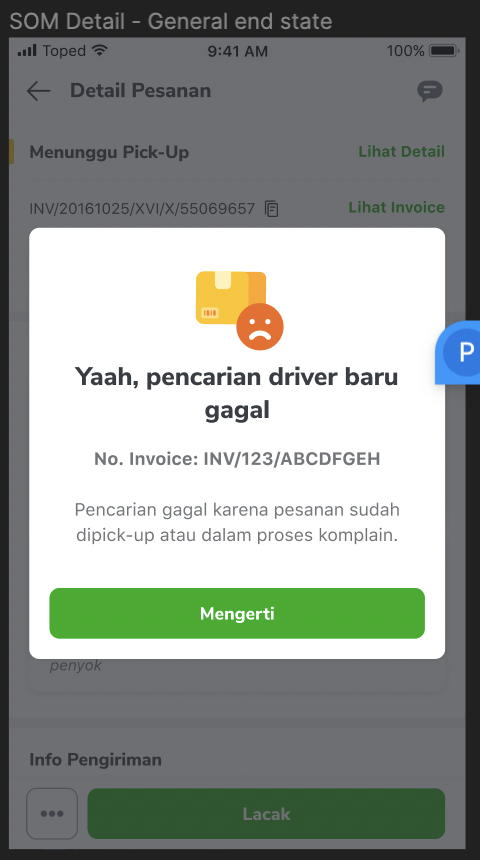 SOM Detail - General end state
Toped 9:41 AM 100%
Detail Pesanan
Menunggu Pick-Up Lihat Detail
INV/20161025/XVI/X/55069657 Lihat Invoice
Yaah, pencarian driver baru
gagal
P
No. Invoice: INV/123/ABCDFGEH
Pencarian gagal karena pesanan sudah
dipick-up atau dalam proses komplain.
Mengerti
penyok
Info Pengiriman
Lacak